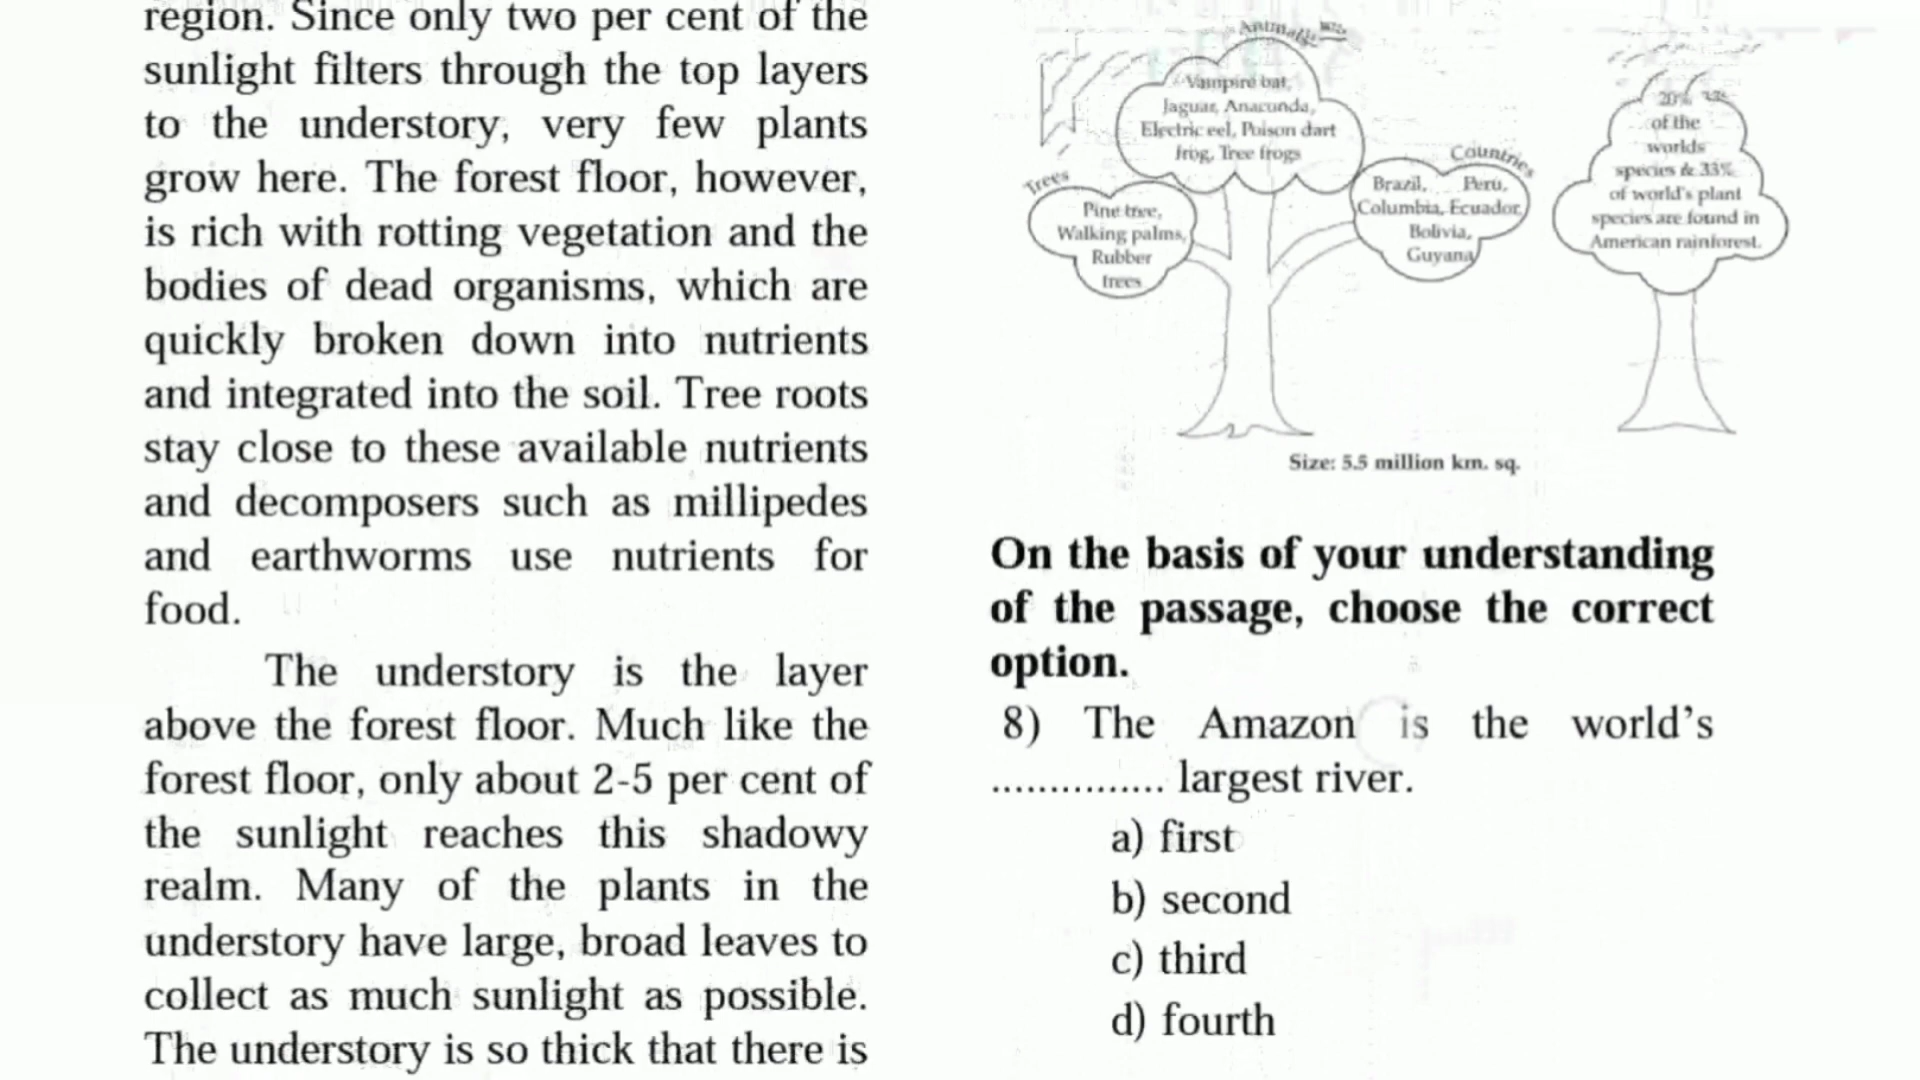 region. Since only two per cent of the
sunlight filters through the top layers
to the understory, very few plants
grow here. The forest floor, however,
is rich with rotting vegetation and the
bodies of dead organisms, which are
quickly broken down into nutrients
and integrated into the soil. Tree roots
stay close to these available nutrients
and decomposers such as millipedes
and earthworms use nutrients for
food.
The understory is the layer
above the forest floor. Much like the
forest floor, only about 2-5 per cent of
the sunlight reaches this shadowy
realm. Many of the plants in the
understory have large, broad leaves to
collect as much sunlight as possible.
The understory is so thick that there is
Animals
Vampire bat,
Jaguar, Anaconda,
Electric eel, Poison dart
frog, Tree frogs
Trees
Pine tree,
Walking palms,
Rubber
trees
Countries
Brazil, Peru,
Columbia, Ecuador,
Bolivia,
Guyana
20%
of the
worlds
species & 33%
of world's plant
species are found in
American rainforest.
Size: 5.5 million km. sq.
On the basis of your understanding
of the passage, choose the correct
option.
8) The Amazon is the world's
............... largest river.
a) first
b) second
c) third
d) fourth